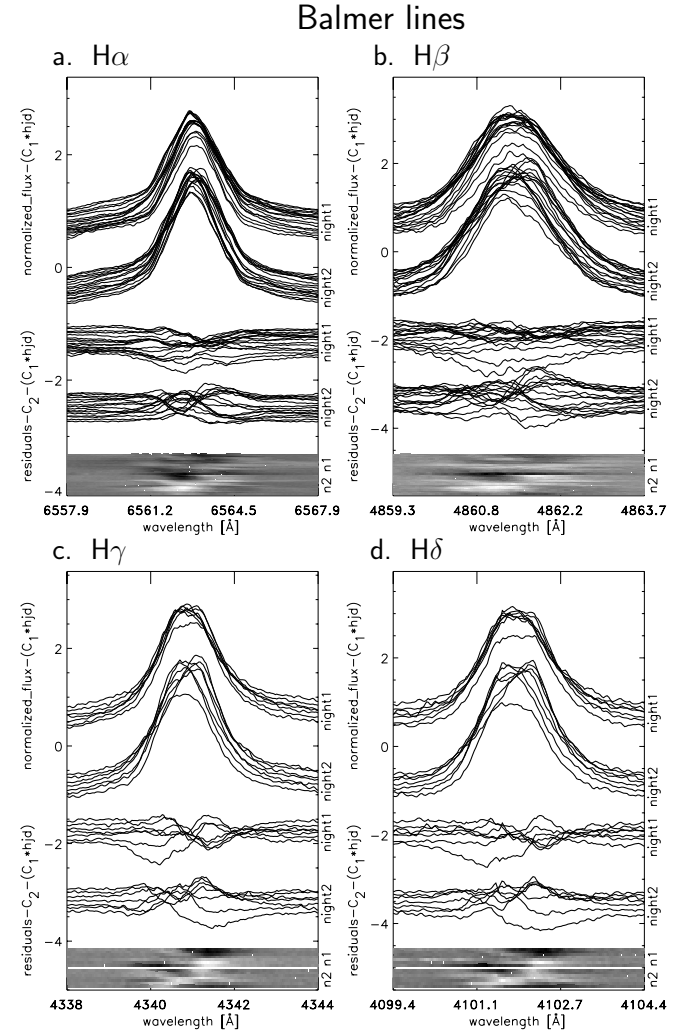 Balmer lines
a. Hα
b. Hβ
normalized_flux-(C₁*hjd)
residuals-C₂-(C₁*hjd)
2
0
−2
−4
night1
night2
night1
night2
n2 n1
6557.9 6561.2 6564.5 6567.9
wavelength [Å]
normalized_flux-(C₁*hjd)
residuals-C₂-(C₁*hjd)
2
0
−2
−4
night1
night2
night1
night2
n2 n1
4859.3 4860.8 4862.2 4863.7
wavelength [Å]
c. Hγ
d. Hδ
normalized_flux-(C₁*hjd)
residuals-C₂-(C₁*hjd)
2
0
−2
−4
night1
night2
night1
night2
n2 n1
4338 4340 4342 4344
wavelength [Å]
normalized_flux-(C₁*hjd)
residuals-C₂-(C₁*hjd)
2
0
−2
−4
night1
night2
night1
night2
n2 n1
4099.4 4101.1 4102.7 4104.4
wavelength [Å]